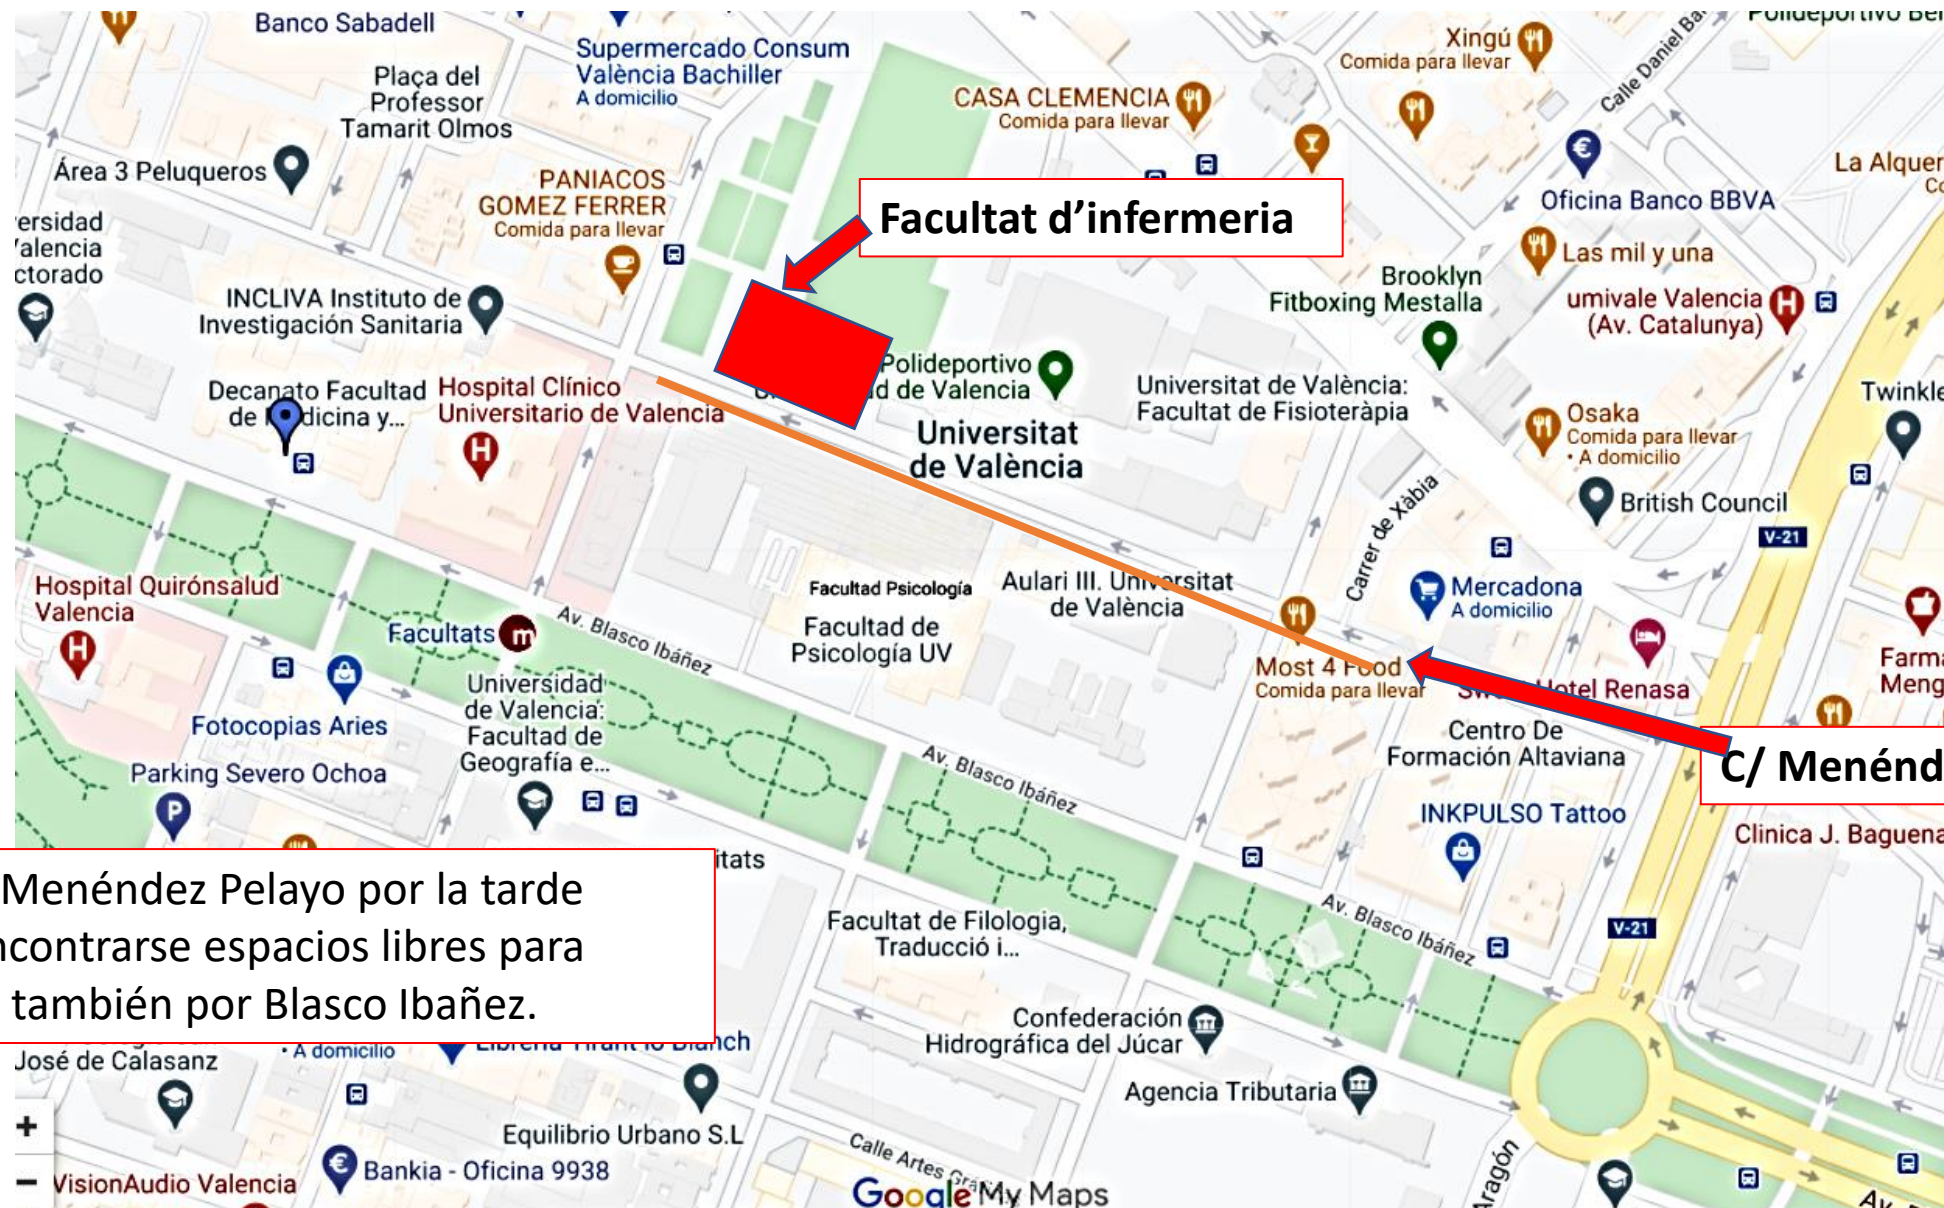 Banco Sabadell
Supermercado Consum
València Bachiller
A domicilio
Plaça del
Professor
Tamarit Olmos
Xingú
Comida para llevar
Calle Daniel
CASA CLEMENCIA
Comida para llevar
Área 3 Peluqueros
PANIACOS
GOMEZ FERRER
Comida para llevar
Oficina Banco BBVA
La Alquer
Facultat d'infermeria
Las mil y una
ersidad
alencia
ctorado
INCLIVA Instituto de
Investigación Sanitaria
Brooklyn
Fitboxing Mestalla
umivale Valencia
(Av. Catalunya)
Decanato Facultad
de Medicina y...
Hospital Clínico
Universitario de Valencia
Polideportivo
d de Valencia
Universitat de València:
Facultat de Fisioteràpia
Twinkle
Osaka
Comida para llevar
• A domicilio
Universitat
de València
British Council
Carrer de Xàbia
V-21
Hospital Quirónsalud
Valencia
Facultad Psicología
Aulari III. Universitat
de València
Mercadona
A domicilio
Facultats
Av. Blasco Ibáñez
Facultad de
Psicología UV
Most 4 Food
Comida para llevar
Hotel Renasa
Farma
Meng
Universidad
de Valencia:
Facultad de
Geografía e...
Fotocopias Aries
Centro De
Formación Altaviana
Parking Severo Ochoa
Av. Blasco Ibáñez
C/ Menénd
INKPULSO Tattoo
Clinica J. Baguena
itats
Menéndez Pelayo por la tarde
ncontrarse espacios libres para
también por Blasco Ibañez.
Facultat de Filologia,
Traducció i...
Av. Blasco Ibáñez
V-21
Confederación
Hidrográfica del Júcar
José de Calasanz
• A domicilio
Agencia Tributaria
Equilibrio Urbano S.L
Calle Artes
Bankia - Oficina 9938
VisionAudio Valencia
Google My Maps
Aragón
Av.